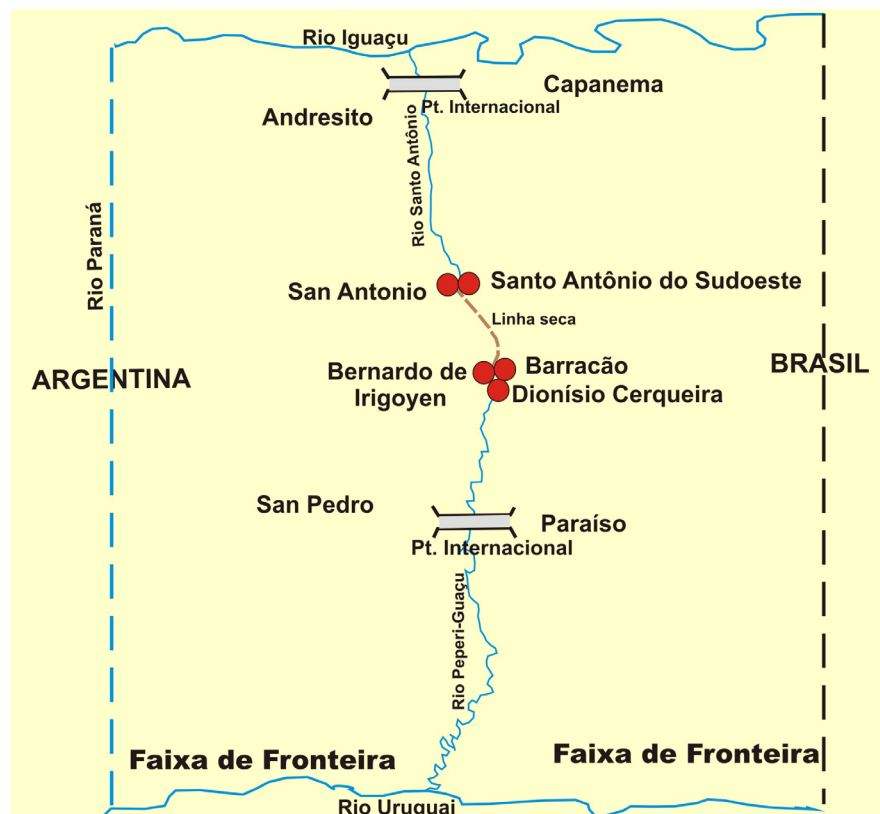 Rio Iguaçu
Capanema
Pt. Internacional
Andresito
Rio Santo Antônio
Rio Paraná
Santo Antônio do Sudoeste
San Antonio
Linha seca
BRASIL
Barracão
Bernardo de
Irigoyen
ARGENTINA
Dionísio Cerqueira
San Pedro
Paraíso
Pt. Internacional
Rio Peperi-Guaçu
Faixa de Fronteira
Faixa de Fronteira
Rio Uruguai